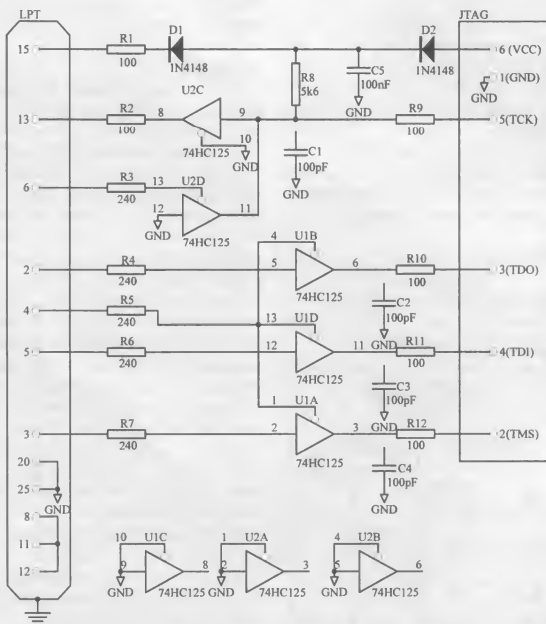 LPT
JTAG
15
R1
100
D1
1N4148
D2
1N4148
6(VCC)
R8
5k6
C5
100nF
GND
1(GND)
GND
13
R2
100
U2C
8
9
10
GND
74HC125
R9
100
5(TCK)
C1
100pF
GND
6
R3
240
13
U2D
12
GND
11
74HC125
4
U1B
2
R4
240
5
6
74HC125
R10
100
3(TDO)
4
R5
240
C2
100pF
GND
13
U1D
5
R6
240
12
11
74HC125
R11
100
4(TDI)
C3
100pF
GND
1
U1A
3
R7
240
2
3
74HC125
R12
100
2(TMS)
C4
100pF
GND
20
25
GND
8
11
12
10
U1C
9
8
GND
74HC125
1
U2A
2
3
GND
74HC125
4
U2B
5
6
GND
74HC125